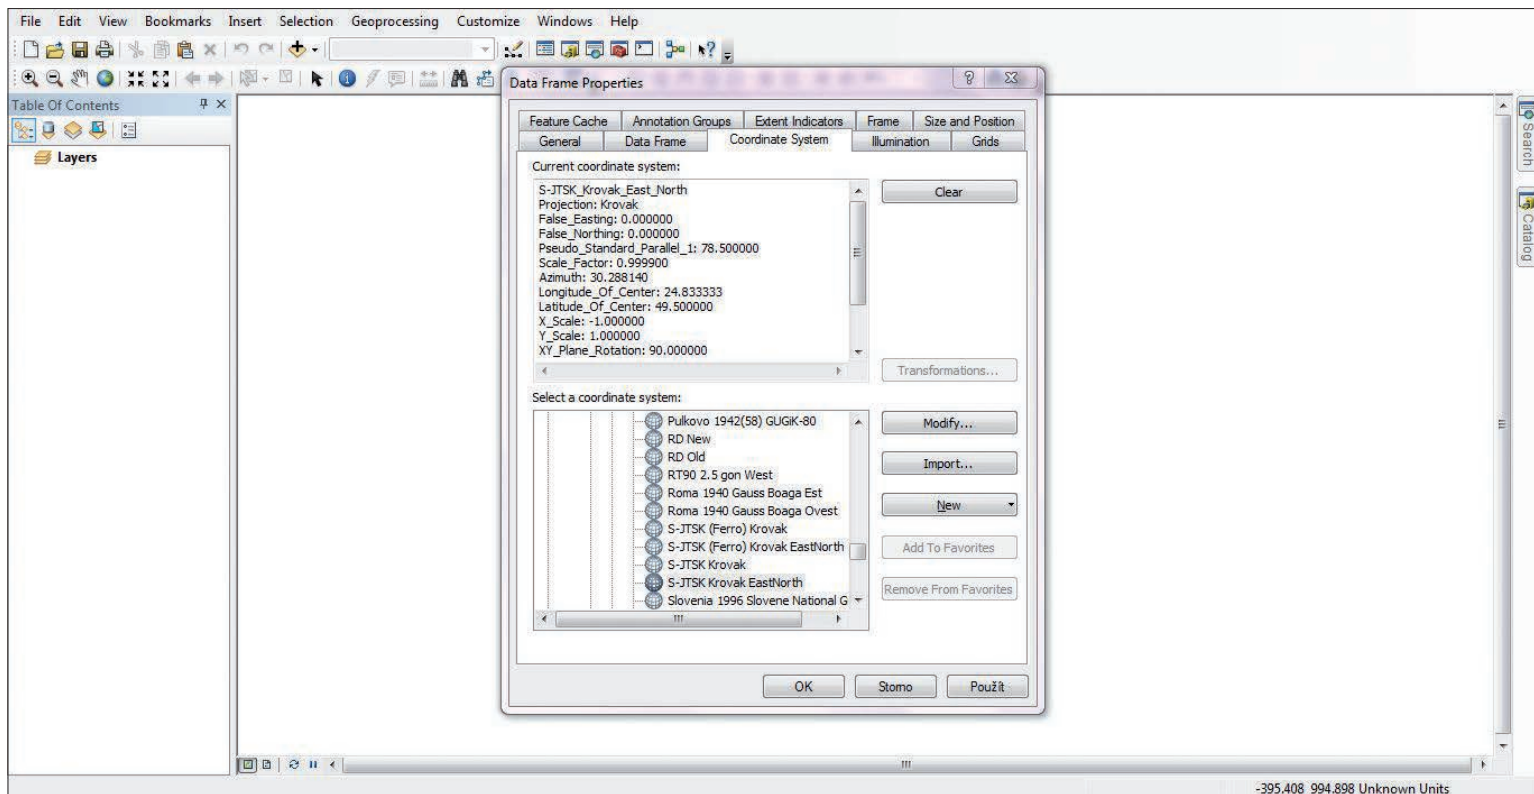 File Edit View Bookmarks Insert Selection Geoprocessing Customize Windows Help
Table Of Contents
Layers
Data Frame Properties
Feature Cache Annotation Groups Extent Indicators Frame Size and Position
General Data Frame Coordinate System Illumination Grids
Current coordinate system:
S-JTSK_Krovak_East_North
Projection: Krovak
False_Easting: 0.000000
False_Northing: 0.000000
Pseudo_Standard_Parallel_1: 78.500000
Scale_Factor: 0.999900
Azimuth: 30.288140
Longitude_Of_Center: 24.833333
Latitude_Of_Center: 49.500000
X_Scale: -1.000000
Y_Scale: 1.000000
XY_Plane_Rotation: 90.000000
Clear
Transformations...
Select a coordinate system:
Pulkovo 1942(58) GUGiK-80
RD New
RD Old
RT90 2.5 gon West
Roma 1940 Gauss Boaga Est
Roma 1940 Gauss Boaga Ovest
S-JTSK (Ferro) Krovak
S-JTSK (Ferro) Krovak EastNorth
S-JTSK Krovak
S-JTSK Krovak EastNorth
Slovenia 1996 Slovene National G
Modify...
Import...
New
Add To Favorites
Remove From Favorites
OK Storno Použít
Search
Catalog
-395,408 994,898 Unknown Units